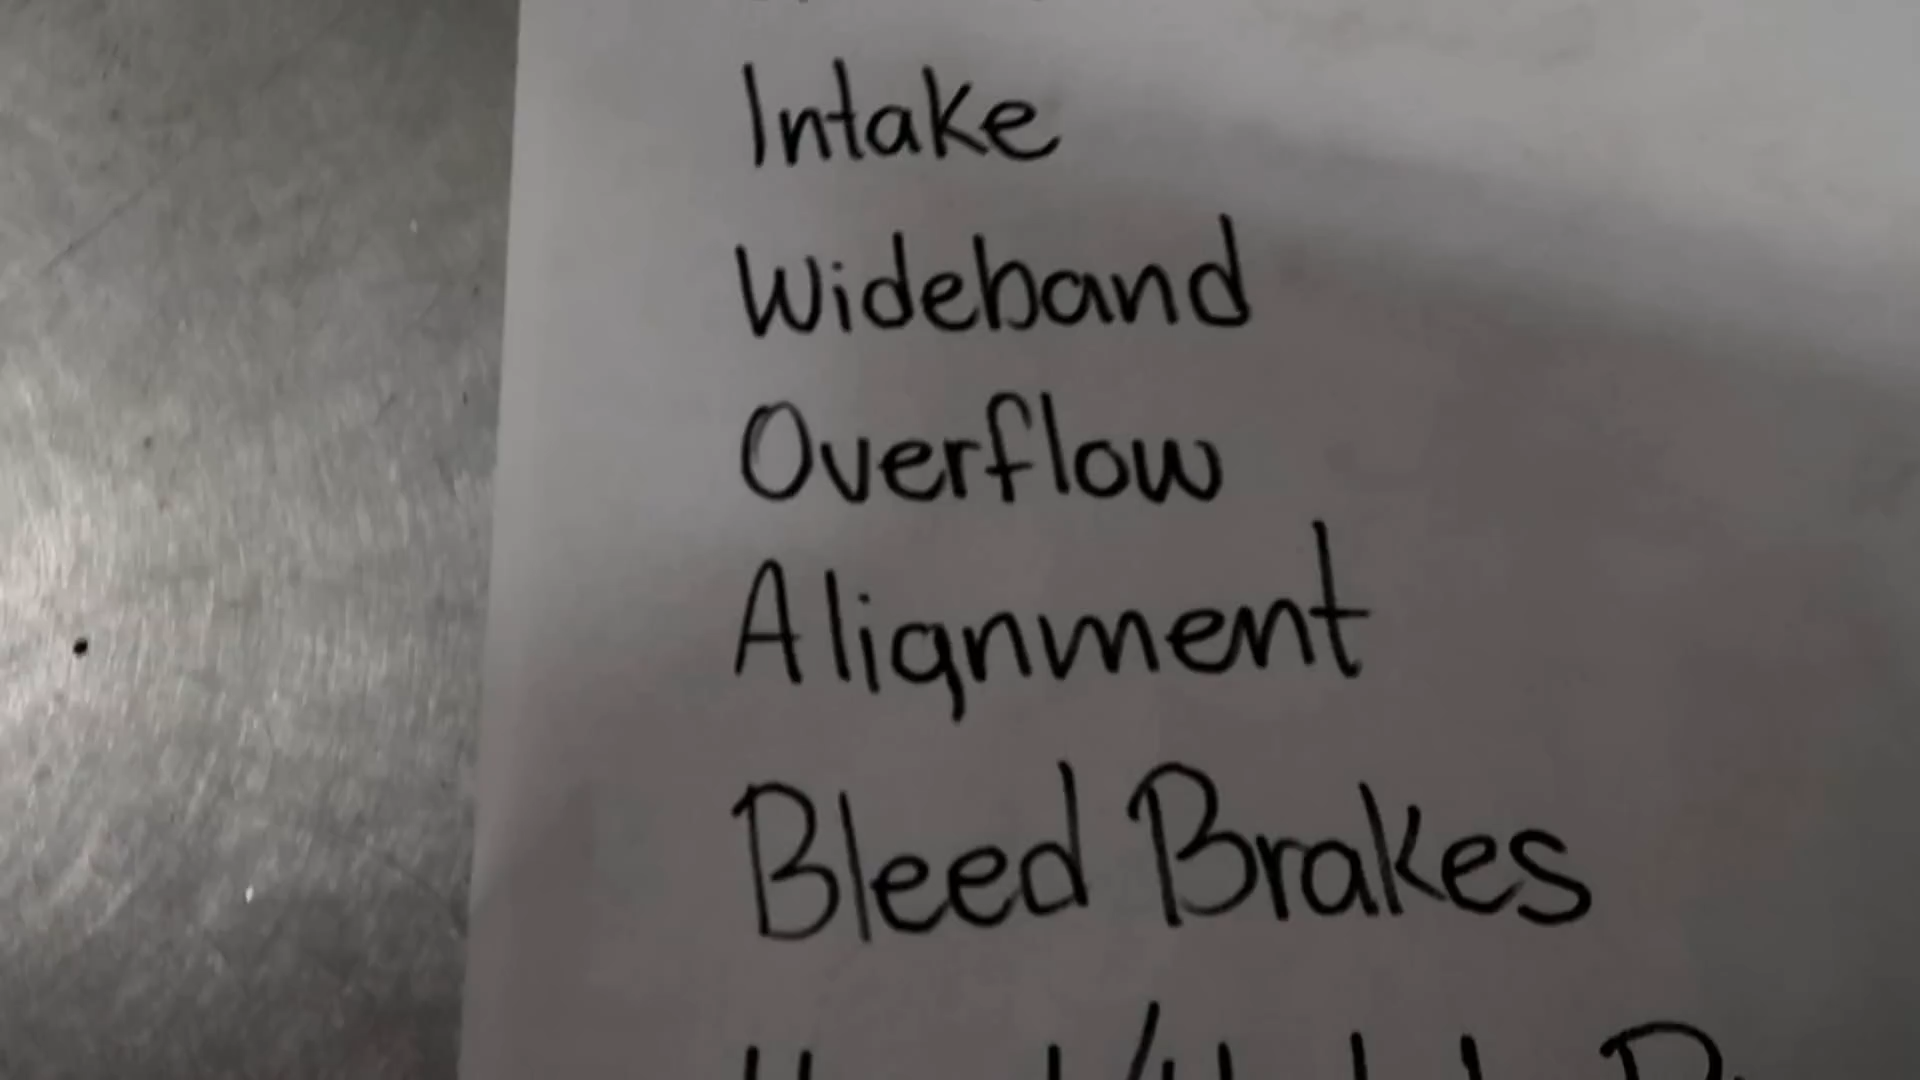 Intake
Wideband
Overflow
Alignment
Bleed Brakes